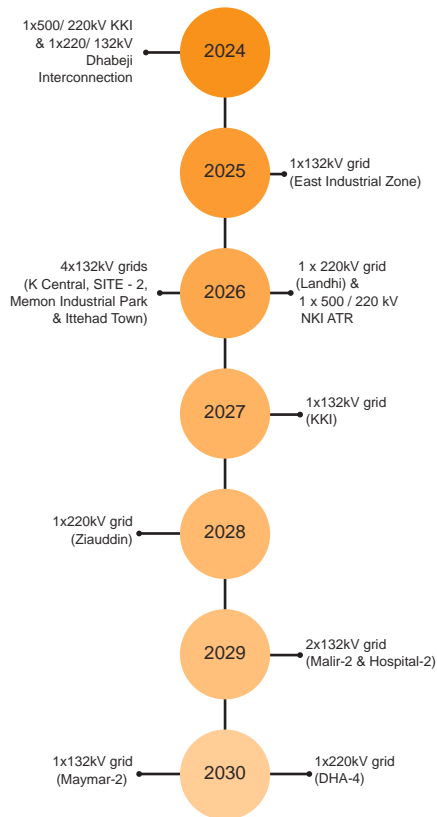 1x500/ 220kV KKI
& 1x220/ 132kV
Dhabeji
Interconnection
2024
2025
1x132kV grid
(East Industrial Zone)
4x132kV grids
(K Central, SITE - 2,
Memon Industrial Park
& Ittehad Town)
2026
1 x 220kV grid
(Landhi) &
1 x 500 / 220 kV
NKI ATR
2027
1x132kV grid
(KKI)
1x220kV grid
(Ziauddin)
2028
2029
2x132kV grid
(Malir-2 & Hospital-2)
1x132kV grid
(Maymar-2)
2030
1x220kV grid
(DHA-4)